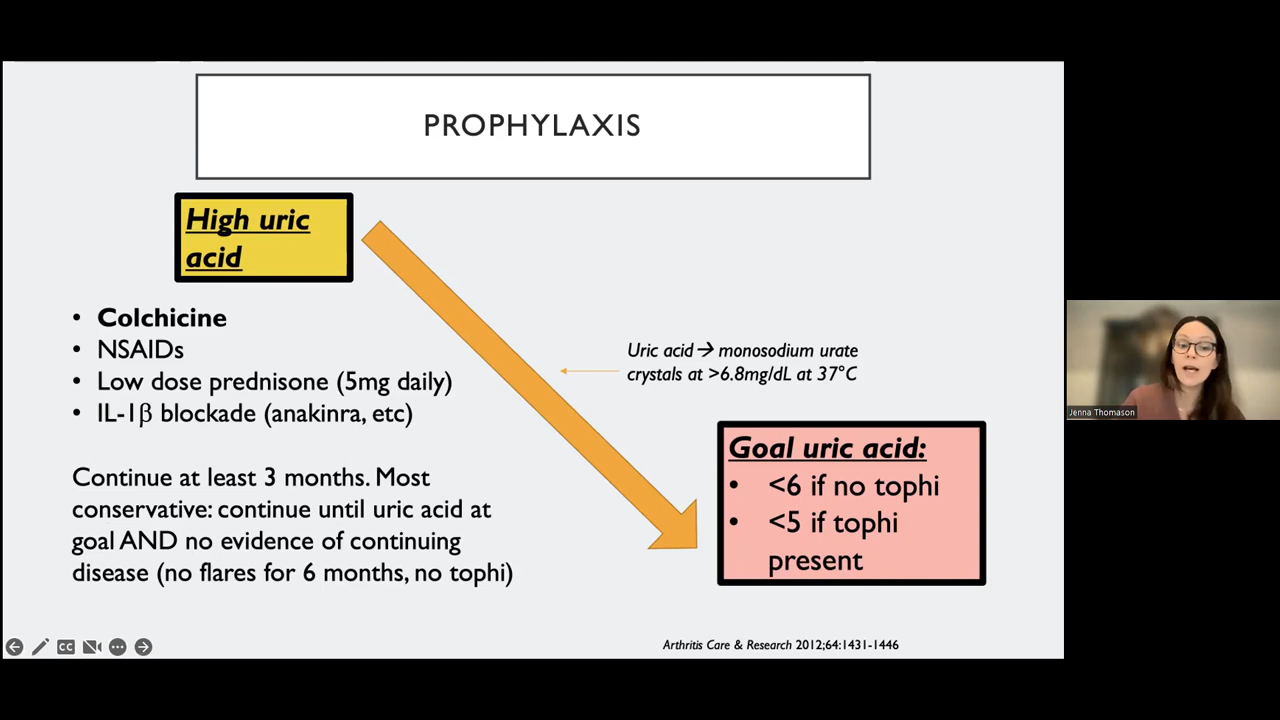 PROPHYLAXIS
High uric
acid
• Colchicine
• NSAIDs
• Low dose prednisone (5mg daily)
• IL-1β blockade (anakinra, etc)
Continue at least 3 months. Most
conservative: continue until uric acid at
goal AND no evidence of continuing
disease (no flares for 6 months, no tophi)
Uric acid → monosodium urate
crystals at >6.8mg/dL at 37°C
Goal uric acid:
• <6 if no tophi
• <5 if tophi
present
Arthritis Care & Research 2012;64:1431-1446
CC
Jenna Thomason